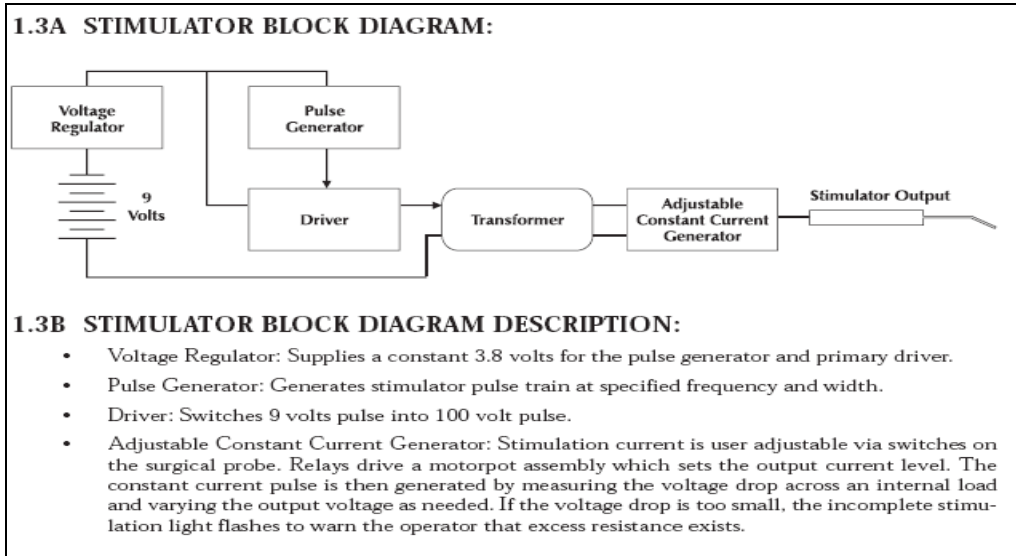 1.3A STIMULATOR BLOCK DIAGRAM:
Voltage
Regulator
Pulse
Generator
9
Volts
Driver
Transformer
Adjustable
Constant Current
Generator
Stimulator Output
1.3B STIMULATOR BLOCK DIAGRAM DESCRIPTION:
• Voltage Regulator: Supplies a constant 3.8 volts for the pulse generator and primary driver.
• Pulse Generator: Generates stimulator pulse train at specified frequency and width.
• Driver: Switches 9 volts pulse into 100 volt pulse.
• Adjustable Constant Current Generator: Stimulation current is user adjustable via switches on
the surgical probe. Relays drive a motorpot assembly which sets the output current level. The
constant current pulse is then generated by measuring the voltage drop across an internal load
and varying the output voltage as needed. If the voltage drop is too small, the incomplete stimu-
lation light flashes to warn the operator that excess resistance exists.